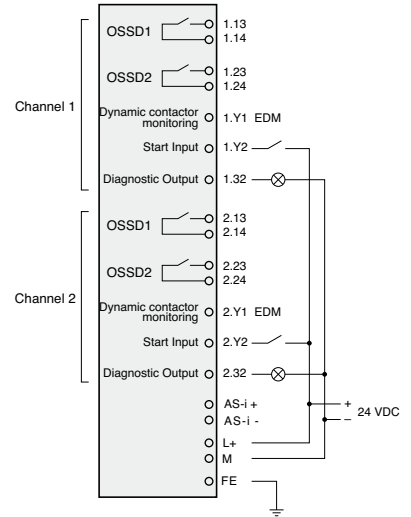 Channel 1
OSSD1
1.13
1.14
OSSD2
1.23
1.24
Dynamic contactor
monitoring
1.Y1 EDM
Start Input
1.Y2
Diagnostic Output
1.32
Channel 2
OSSD1
2.13
2.14
OSSD2
2.23
2.24
Dynamic contactor
monitoring
2.Y1 EDM
Start Input
2.Y2
Diagnostic Output
2.32
AS-i +
AS-i -
+
24 VDC
–
L+
M
FE